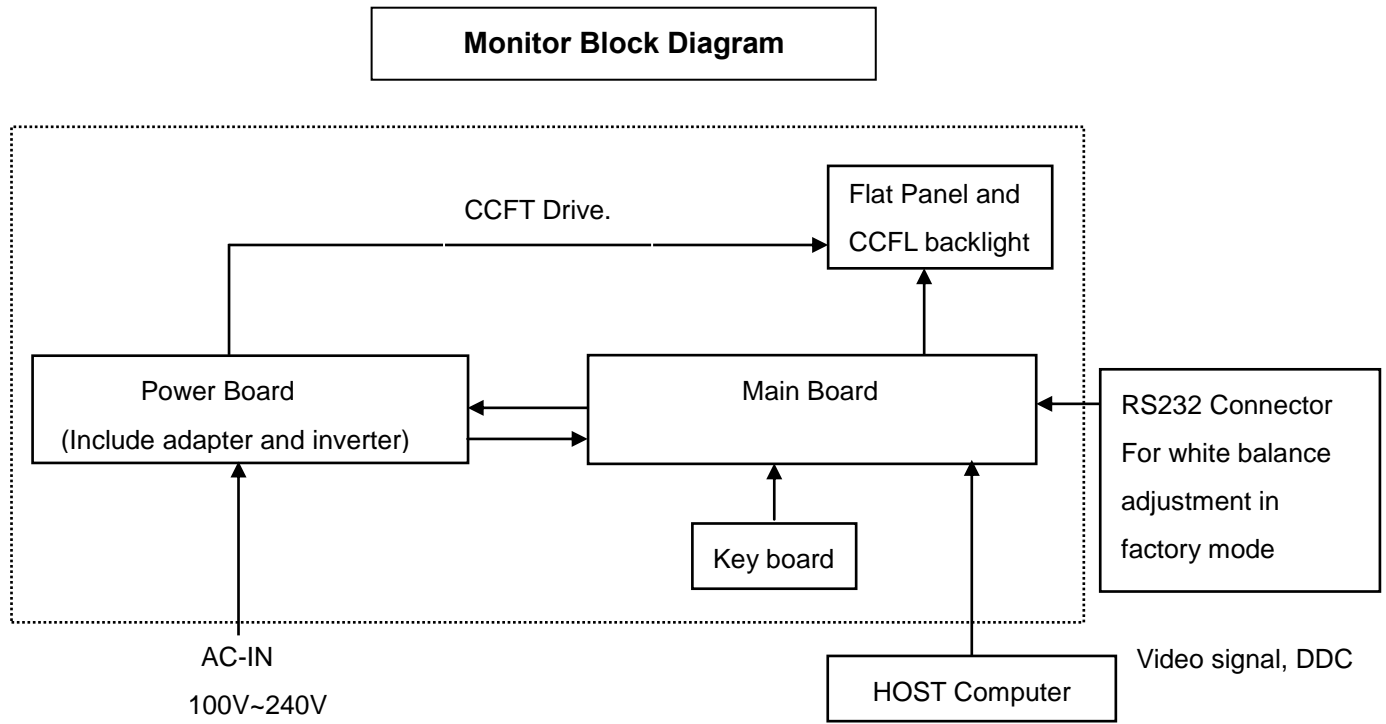 Monitor Block Diagram
CCFT Drive.
Flat Panel and
CCFL backlight
Power Board
(Include adapter and inverter)
Main Board
RS232 Connector
For white balance
adjustment in
factory mode
Key board
AC-IN
100V~240V
HOST Computer
Video signal, DDC